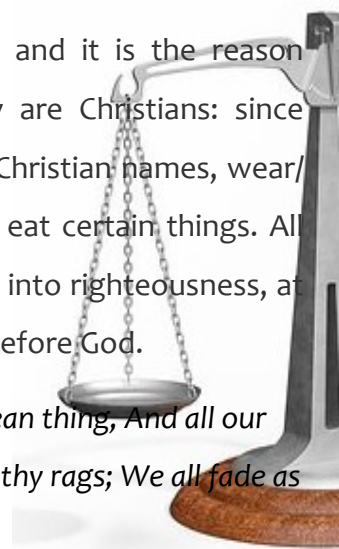 and it is the reason
are Christians: since
Christian names, wear/
eat certain things. All
into righteousness, at
efore God.
ean thing, And all our
thy rags; We all fade as